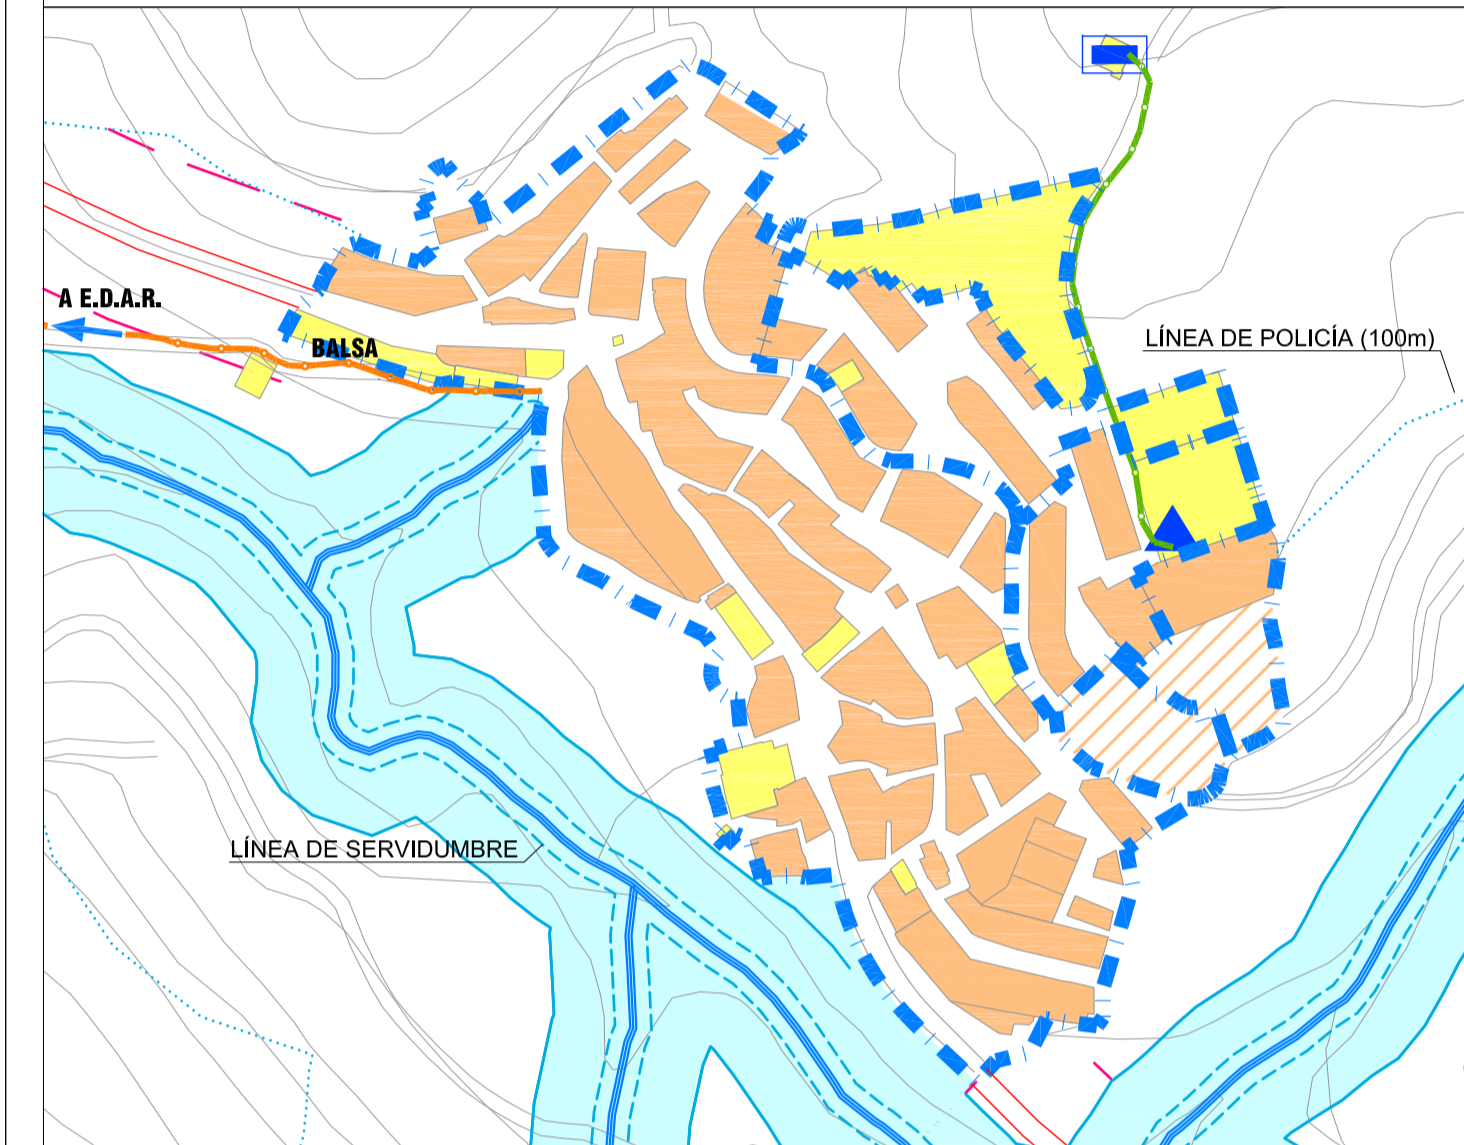 LÍNEA DE POLICÍA (100m)
A E.D.A.R.
BALSA
LÍNEA DE SERVIDUMBRE